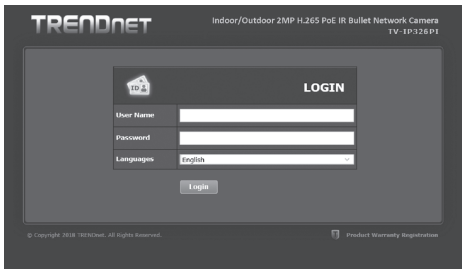 TRENDNET
Indoor/Outdoor 2MP H.265 PoE IR Bullet Network Camera
TV-IP326PI
ID
LOGIN
User Name
Password
Languages
English
Login
© Copyright 2018 TRENDnet. All Rights Reserved.
Product Warranty Registration